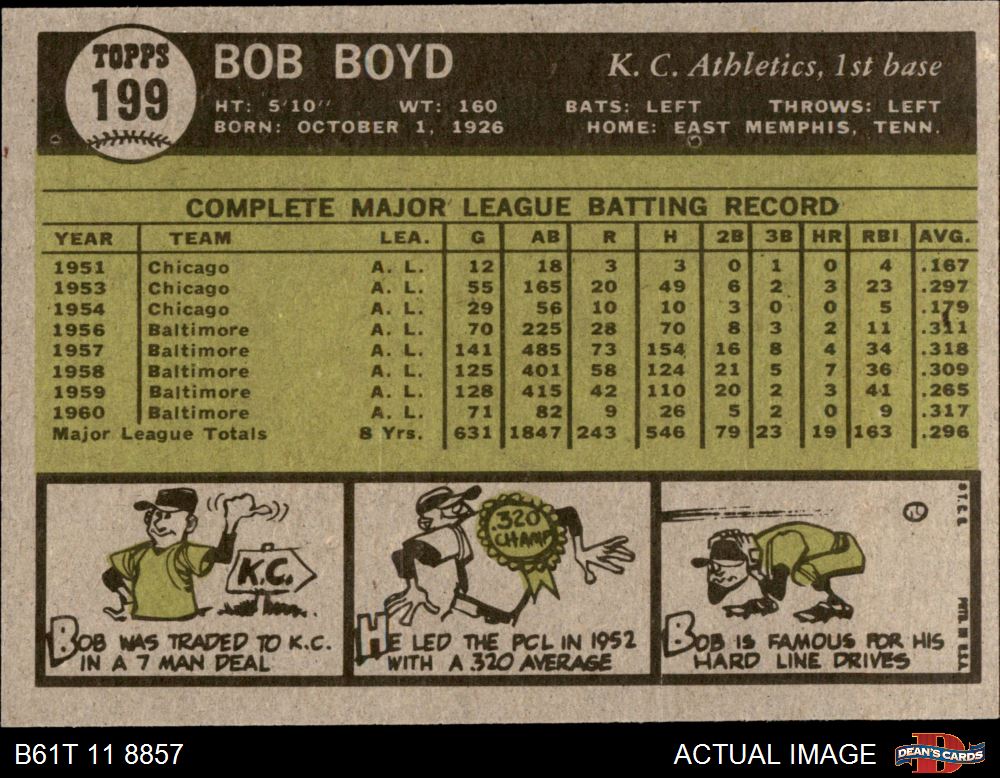 TOPPS
199
BOB BOYD
K. C. Athletics, 1st base
HT: 5'10" WT: 160 BATS: LEFT THROWS: LEFT
BORN: OCTOBER 1, 1926 HOME: EAST MEMPHIS, TENN.
COMPLETE MAJOR LEAGUE BATTING RECORD
YEAR TEAM LEA. G AB R H 2B 3B HR RBI AVG.
1951 Chicago A. L. 12 18 3 3 0 1 0 4 .167
1953 Chicago A. L. 55 165 20 49 6 2 3 23 .297
1954 Chicago A. L. 29 56 10 10 3 0 0 5 .179
1956 Baltimore A. L. 70 225 28 70 8 3 2 11 .311
1957 Baltimore A. L. 141 485 73 154 16 8 4 34 .318
1958 Baltimore A. L. 125 401 58 124 21 5 7 36 .309
1959 Baltimore A. L. 128 415 42 110 20 2 3 41 .265
1960 Baltimore A. L. 71 82 9 26 5 2 0 9 .317
Major League Totals 8 Yrs. 631 1847 243 546 79 23 19 163 .296
K.C.
BOB WAS TRADED TO K.C.
IN A 7 MAN DEAL
.320
CHAMP
HE LED THE PCL IN 1952
WITH A .320 AVERAGE
BOB IS FAMOUS FOR HIS
HARD LINE DRIVES
©T.C.G.
PRTD. IN U.S.A.
B61T 11 8857
ACTUAL IMAGE
DEAN'S CARDS